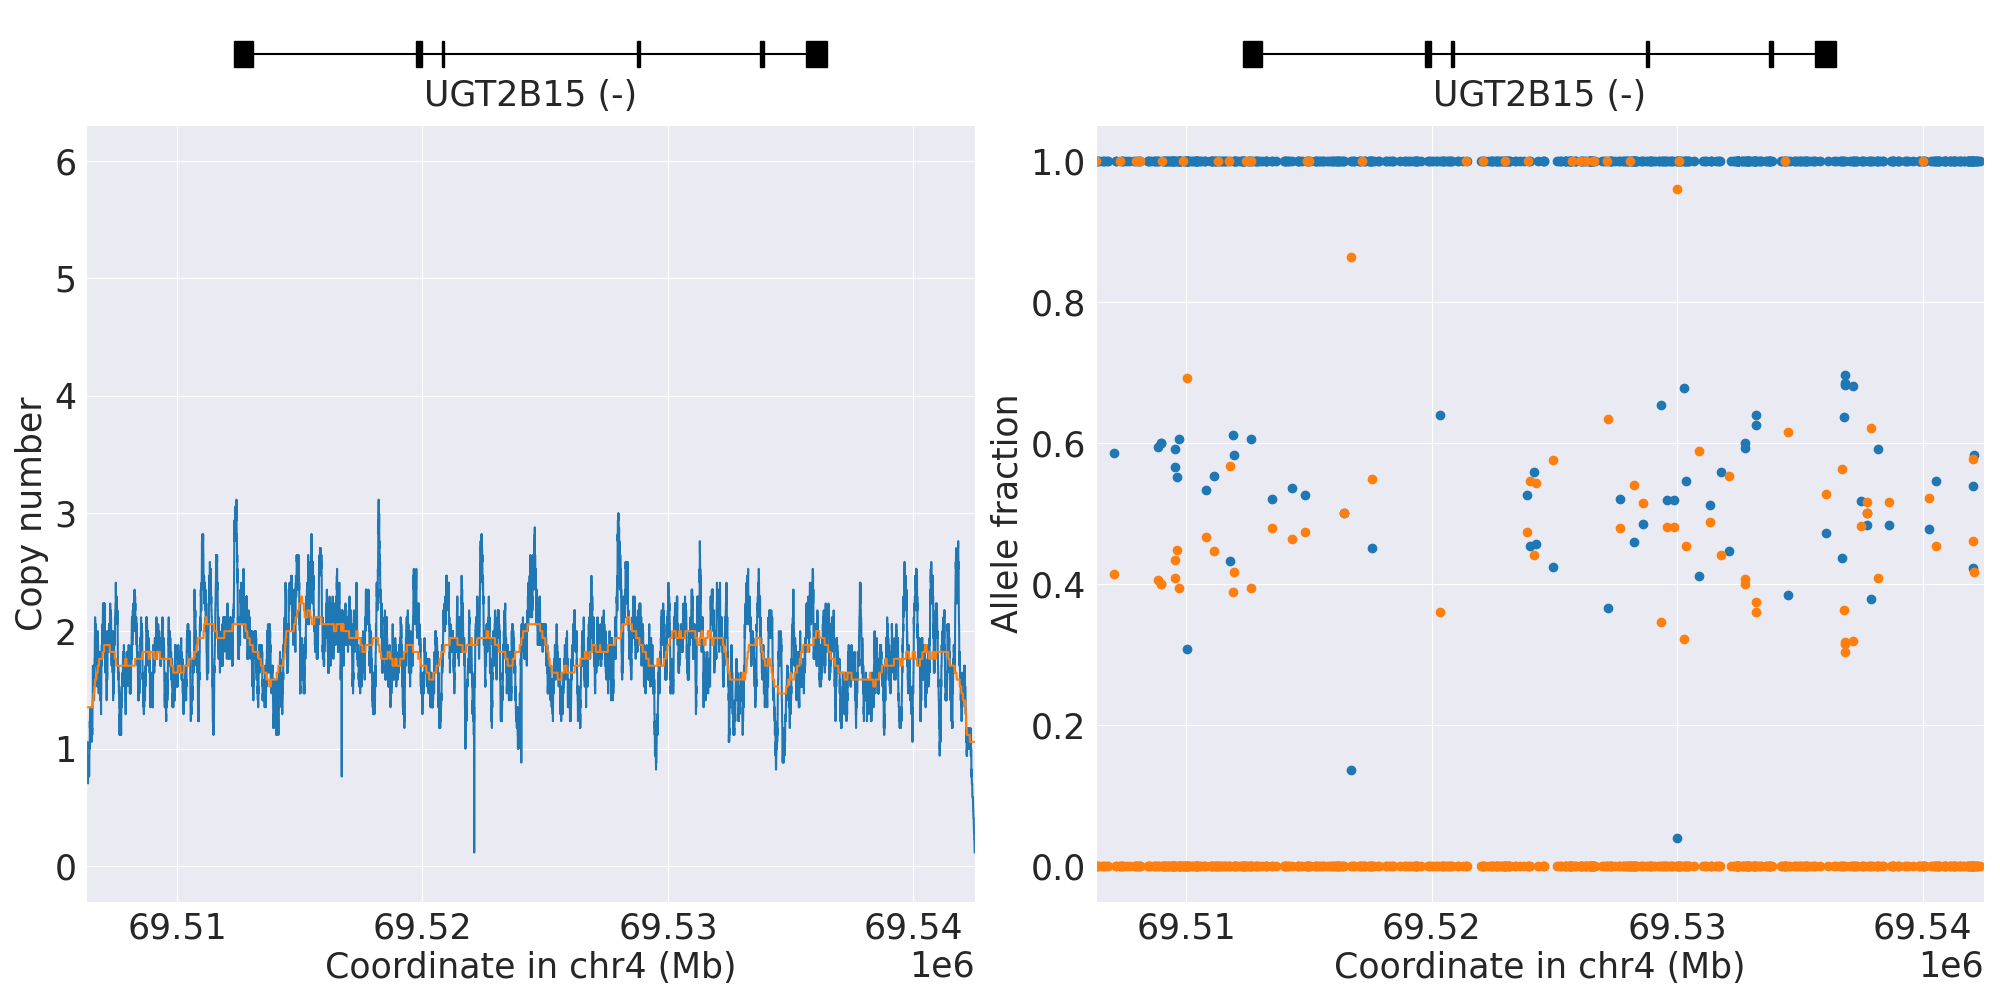 UGT2B15 (-)
Copy number
6
5
4
3
2
1
0
69.51 69.52 69.53 69.54
Coordinate in chr4 (Mb) 1e6
UGT2B15 (-)
Allele fraction
1.0
0.8
0.6
0.4
0.2
0.0
69.51 69.52 69.53 69.54
Coordinate in chr4 (Mb) 1e6